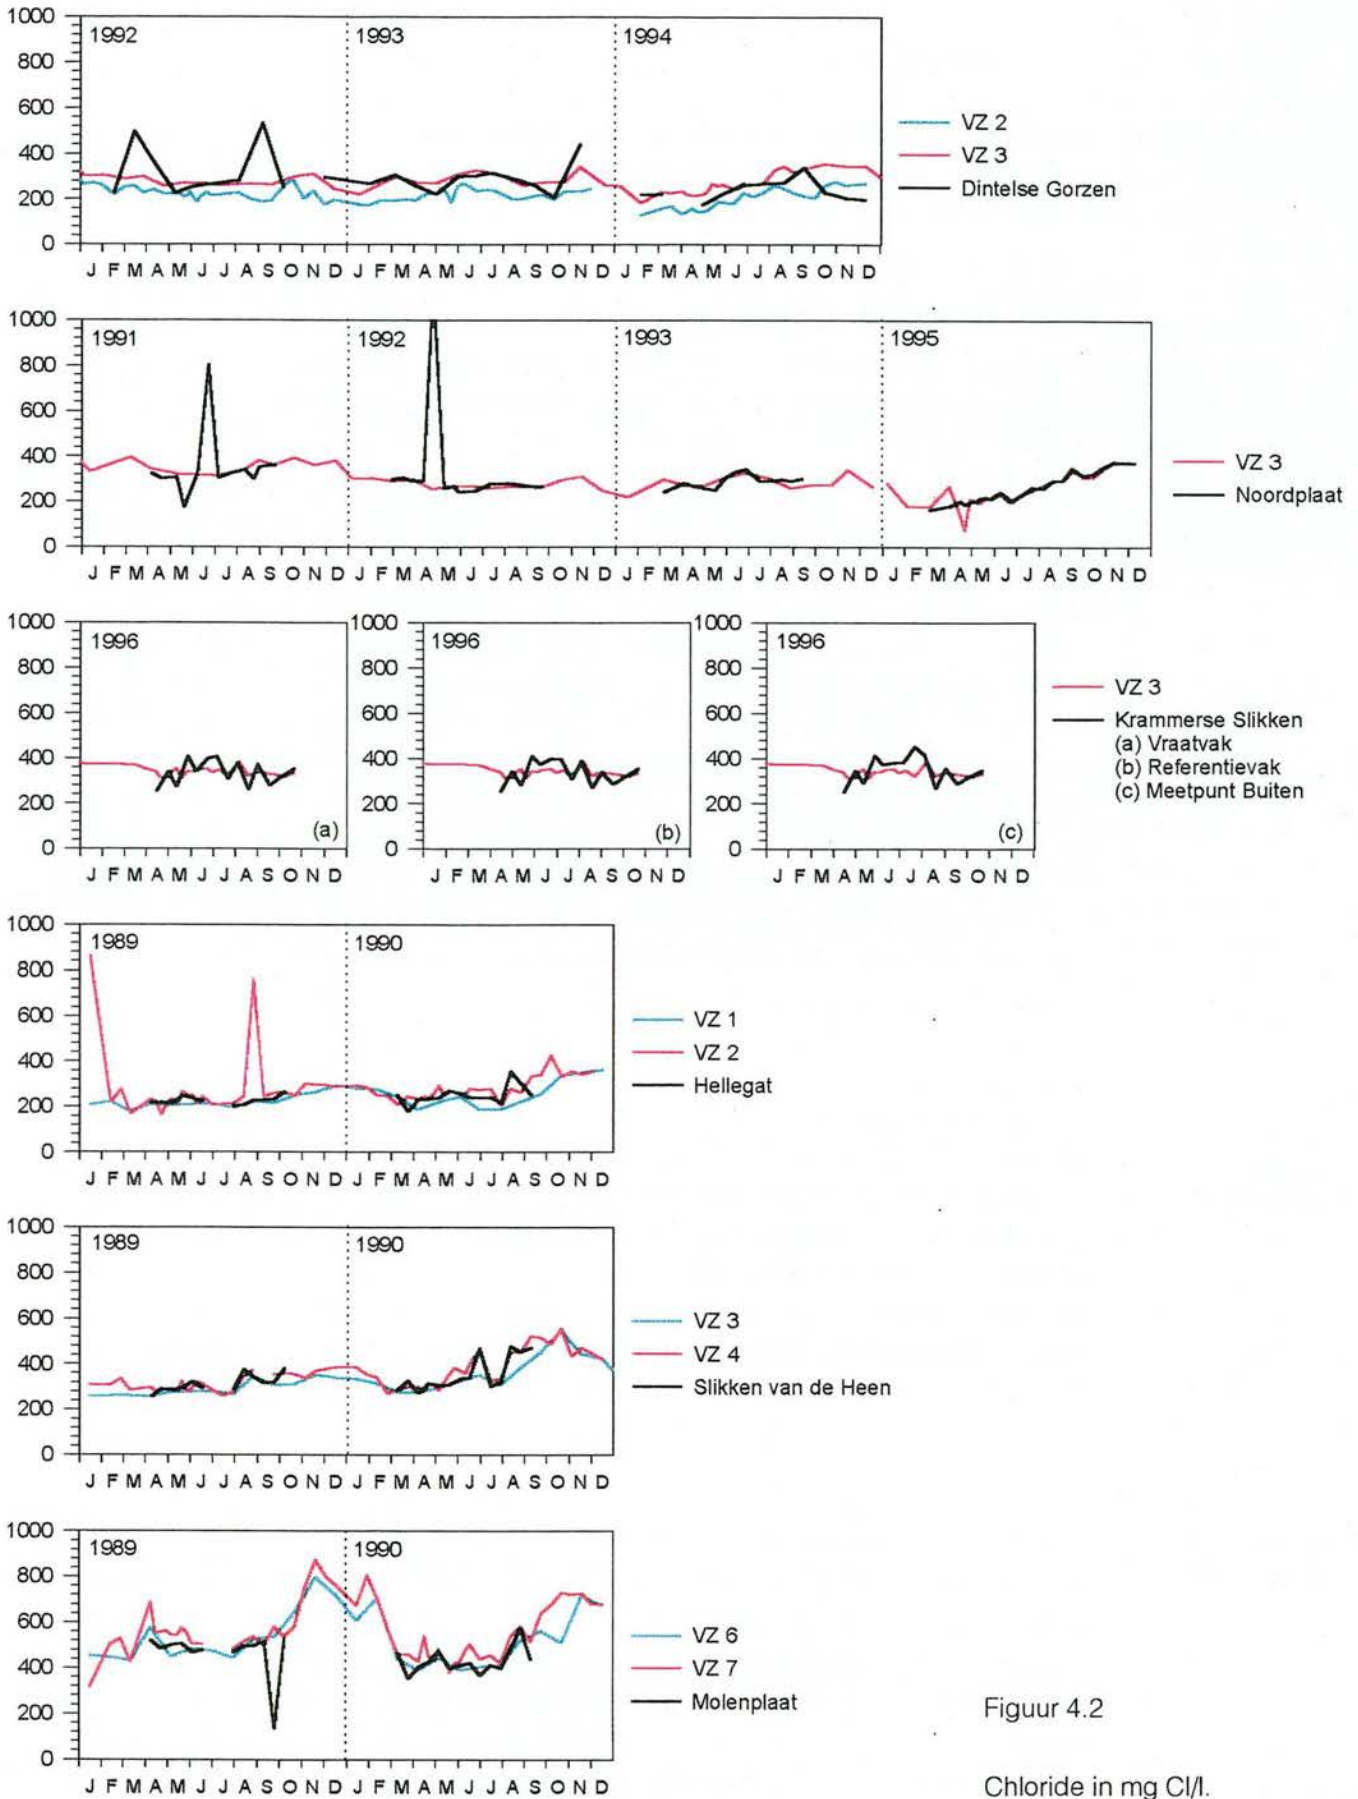 1000
800
600
400
200
0
1992
1993
1994
J F M A M J J A S O N D J F M A M J J A S O N D J F M A M J J A S O N D
VZ 2
VZ 3
Dintelse Gorzen
1000
800
600
400
200
0
1991
1992
1993
1995
J F M A M J J A S O N D J F M A M J J A S O N D J F M A M J J A S O N D J F M A M J J A S O N D
VZ 3
Noordplaat
1000
800
600
400
200
0
1996
(a)
J F M A M J J A S O N D
1000
800
600
400
200
0
1996
(b)
J F M A M J J A S O N D
1000
800
600
400
200
0
1996
(c)
J F M A M J J A S O N D
VZ 3
Krammerse Slikken
(a) Vraatvak
(b) Referentievak
(c) Meetpunt Buiten
1000
800
600
400
200
0
1989
1990
J F M A M J J A S O N D J F M A M J J A S O N D
VZ 1
VZ 2
Hellegat
1000
800
600
400
200
0
1989
1990
J F M A M J J A S O N D J F M A M J J A S O N D
VZ 3
VZ 4
Slikken van de Heen
1000
800
600
400
200
0
1989
1990
J F M A M J J A S O N D J F M A M J J A S O N D
VZ 6
VZ 7
Molenplaat
Figuur 4.2
Chloride in mg Cl/l.